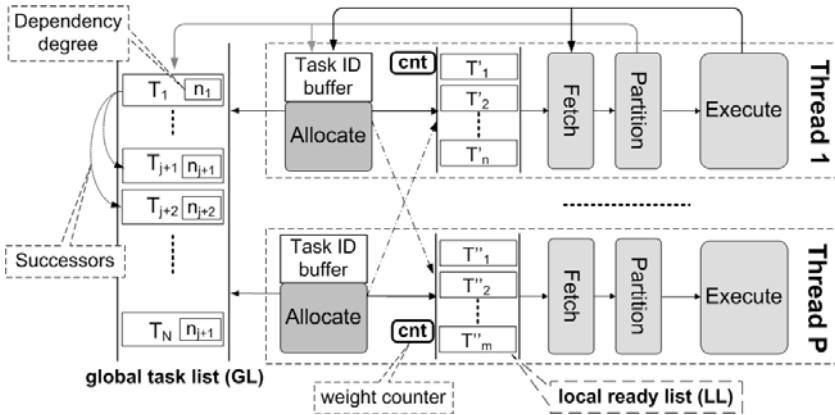 Dependency
degree
T1 n1
Tj+1 nj+1
Tj+2 nj+2
Successors
TN nj+1
global task list (GL)
Task ID
buffer
Allocate
cnt
T'1
T'2
T'n
Fetch
Partition
Execute
Thread 1
Task ID
buffer
Allocate
cnt
T''1
T''2
T''m
Fetch
Partition
Execute
Thread P
weight counter
local ready list (LL)